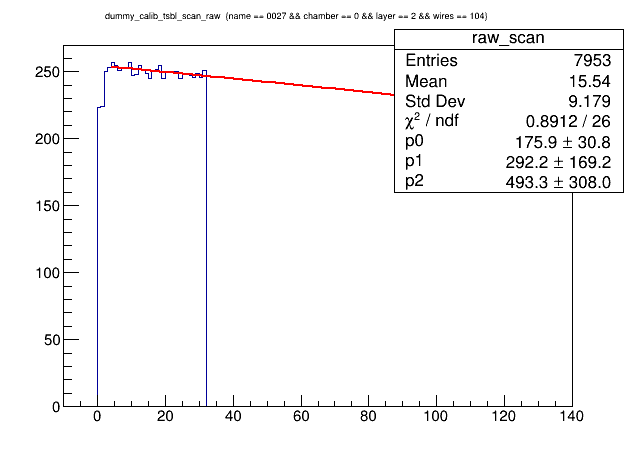 dummy_calib_tsbl_scan_raw {name == 0027 && chamber == 0 && layer == 2 && wires == 104}
raw_scan
Entries 7953
Mean 15.54
Std Dev 9.179
χ² / ndf 0.8912 / 26
p0 175.9 ± 30.8
p1 292.2 ± 169.2
p2 493.3 ± 308.0
250
200
150
100
50
0
0 20 40 60 80 100 120 140